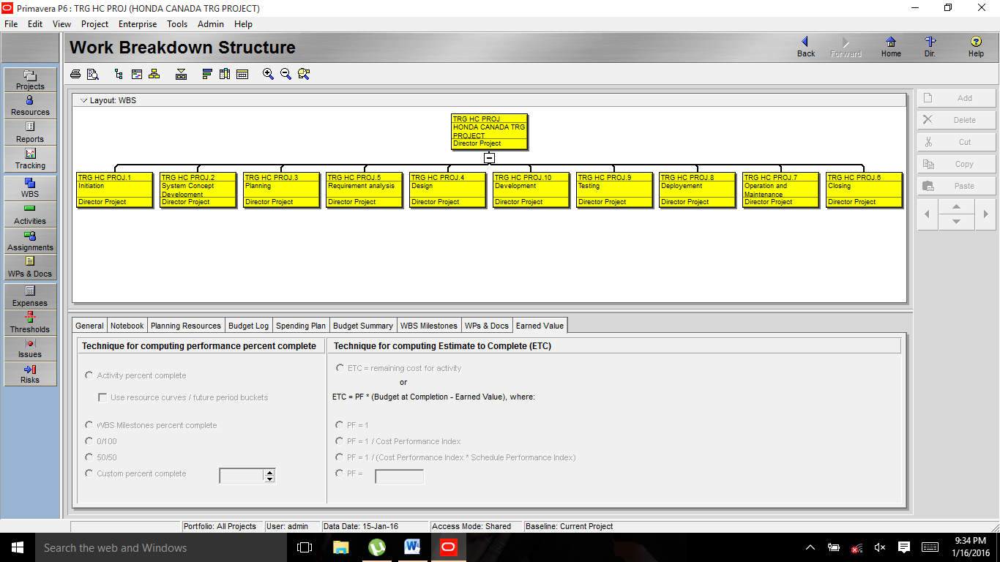 Primavera P6 : TRG HC PROJ (HONDA CANADA TRG PROJECT)
File Edit View Project Enterprise Tools Admin Help
Work Breakdown Structure
Back Forward Home Dir. Help
Projects
Resources
Reports
Tracking
WBS
Activities
Assignments
WPs & Docs
Expenses
Thresholds
Issues
Risks
Layout: WBS
TRG HC PROJ
HONDA CANADA TRG
PROJECT
Director Project
TRG HC PROJ.1
Initiation
Director Project
TRG HC PROJ.2
System Concept
Development
Director Project
TRG HC PROJ.3
Planning
Director Project
TRG HC PROJ.5
Requirement analysis
Director Project
TRG HC PROJ.4
Design
Director Project
TRG HC PROJ.10
Development
Director Project
TRG HC PROJ.9
Testing
Director Project
TRG HC PROJ.8
Deployement
Director Project
TRG HC PROJ.7
Operation and
Maintenance
Director Project
TRG HC PROJ.6
Closing
Director Project
Add
Delete
Cut
Copy
Paste
General Notebook Planning Resources Budget Log Spending Plan Budget Summary WBS Milestones WPs & Docs Earned Value
Technique for computing performance percent complete
Activity percent complete
Use resource curves / future period buckets
WBS Milestones percent complete
0/100
50/50
Custom percent complete
Technique for computing Estimate to Complete (ETC)
ETC = remaining cost for activity
or
ETC = PF * (Budget at Completion - Earned Value), where:
PF = 1
PF = 1 / Cost Performance Index
PF = 1 / (Cost Performance Index * Schedule Performance Index)
PF =
Portfolio: All Projects User: admin Data Date: 15-Jan-16 Access Mode: Shared Baseline: Current Project
Search the web and Windows
9:34 PM
1/16/2016